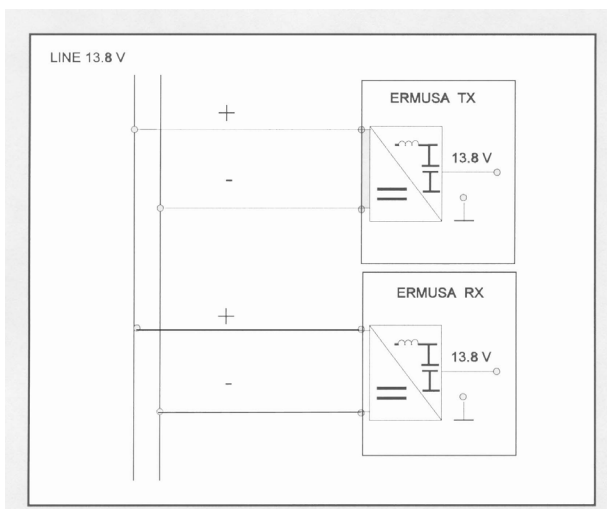 LINE 13.8 V
ERMUSA TX
+
13.8 V
-
ERMUSA RX
+
13.8 V
-